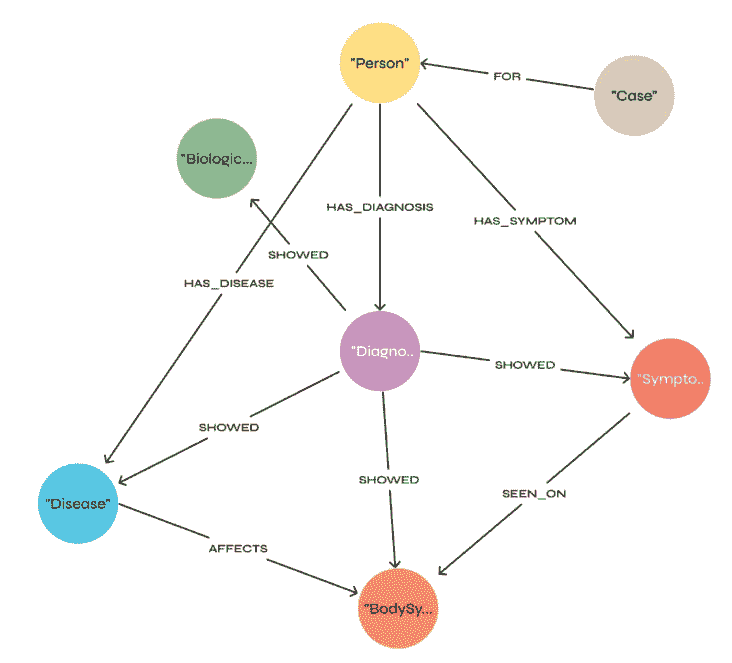 "Person"
FOR
"Case"
"Biologic...
HAS_DIAGNOSIS
HAS_SYMPTOM
SHOWED
HAS_DISEASE
"Diagno..
SHOWED
"Sympto..
SHOWED
SHOWED
SEEN_ON
"Disease"
AFFECTS
"BodySy...